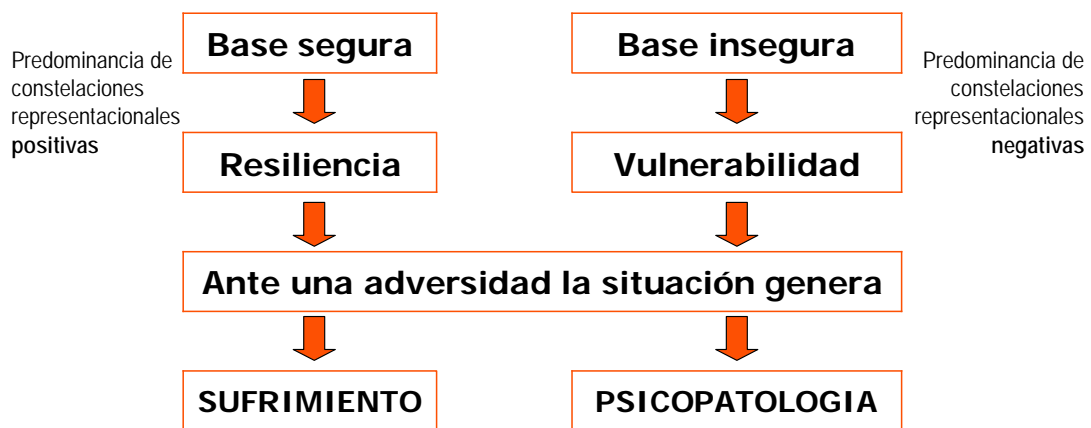 Base segura
Base insegura
Predominancia de
constelaciones
representacionales
positivas
Predominancia de
constelaciones
representacionales
negativas
Resiliencia
Vulnerabilidad
Ante una adversidad la situación genera
SUFRIMIENTO
PSICOPATOLOGIA